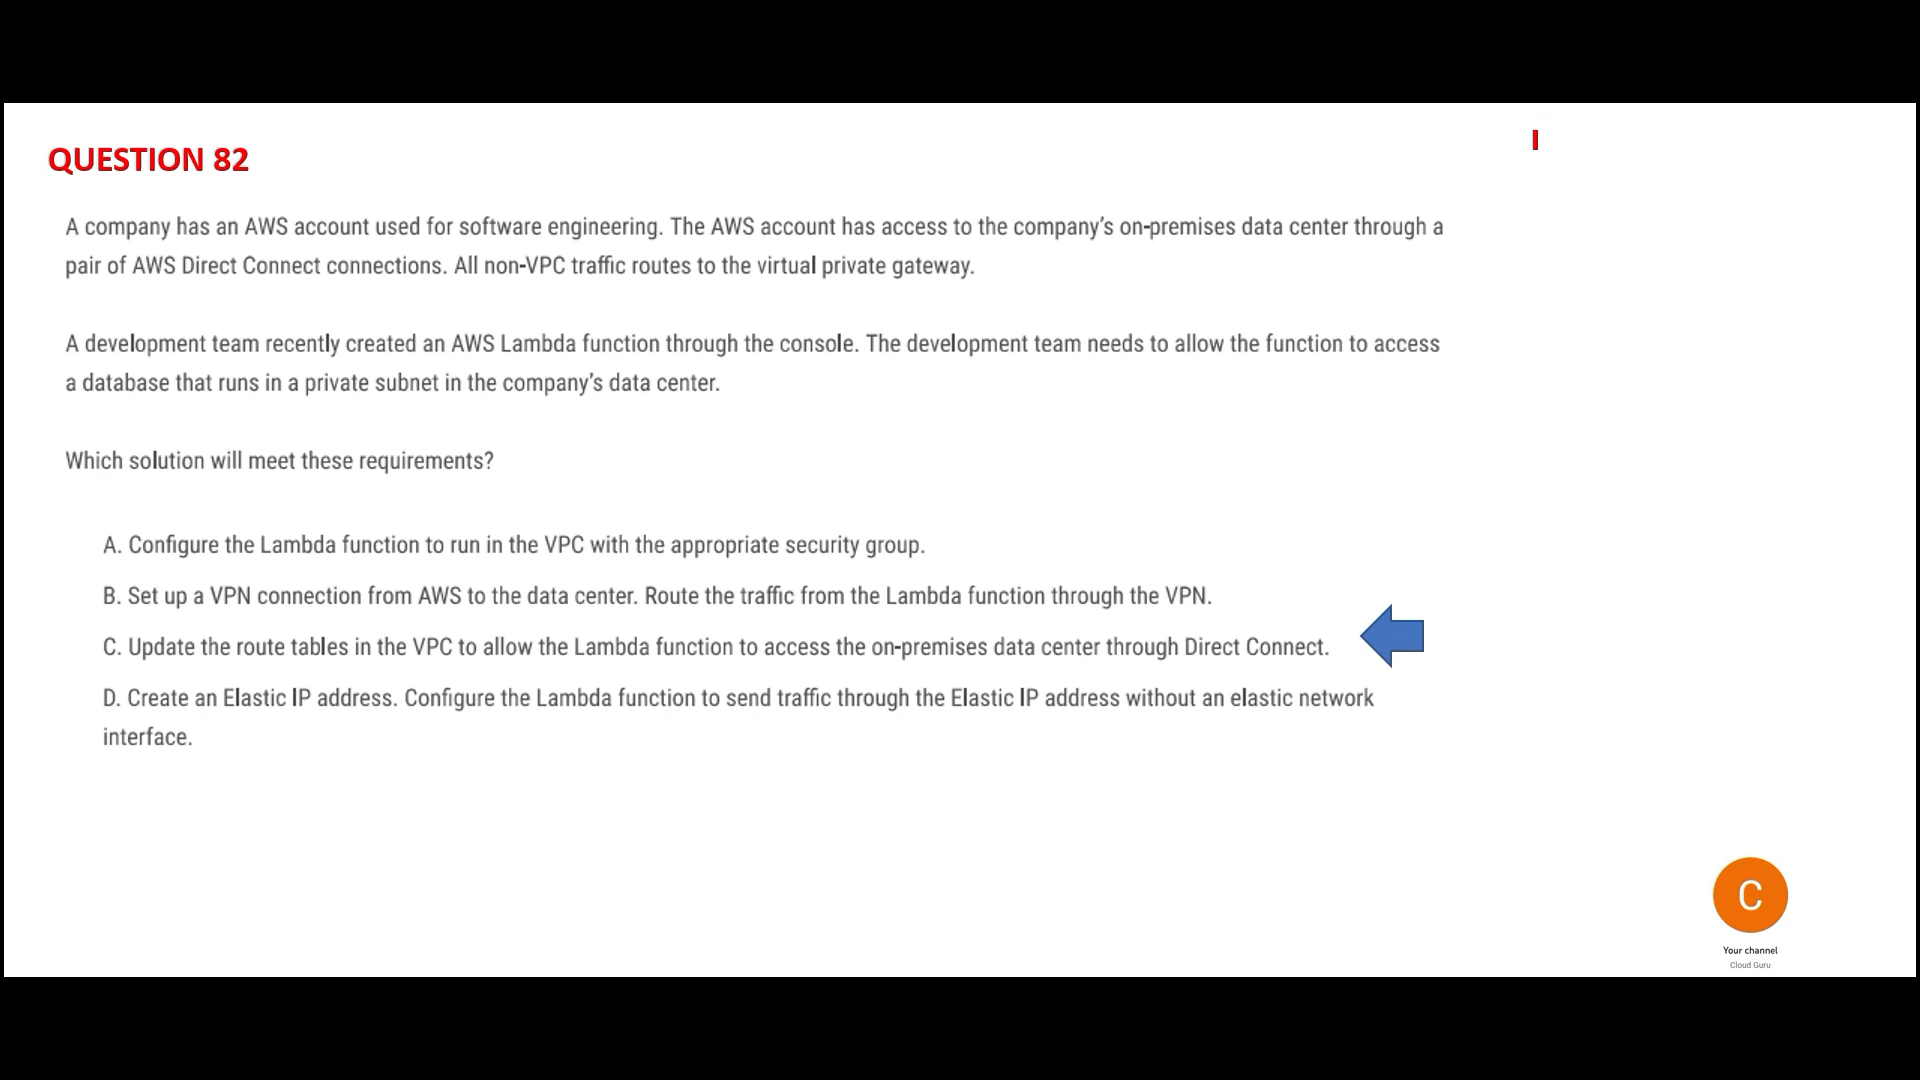 QUESTION 82
A company has an AWS account used for software engineering. The AWS account has access to the company's on-premises data center through a
pair of AWS Direct Connect connections. All non-VPC traffic routes to the virtual private gateway.
A development team recently created an AWS Lambda function through the console. The development team needs to allow the function to access
a database that runs in a private subnet in the company's data center.
Which solution will meet these requirements?
A. Configure the Lambda function to run in the VPC with the appropriate security group.
B. Set up a VPN connection from AWS to the data center. Route the traffic from the Lambda function through the VPN.
C. Update the route tables in the VPC to allow the Lambda function to access the on-premises data center through Direct Connect.
D. Create an Elastic IP address. Configure the Lambda function to send traffic through the Elastic IP address without an elastic network
interface.
C
Your channel
Cloud Guru